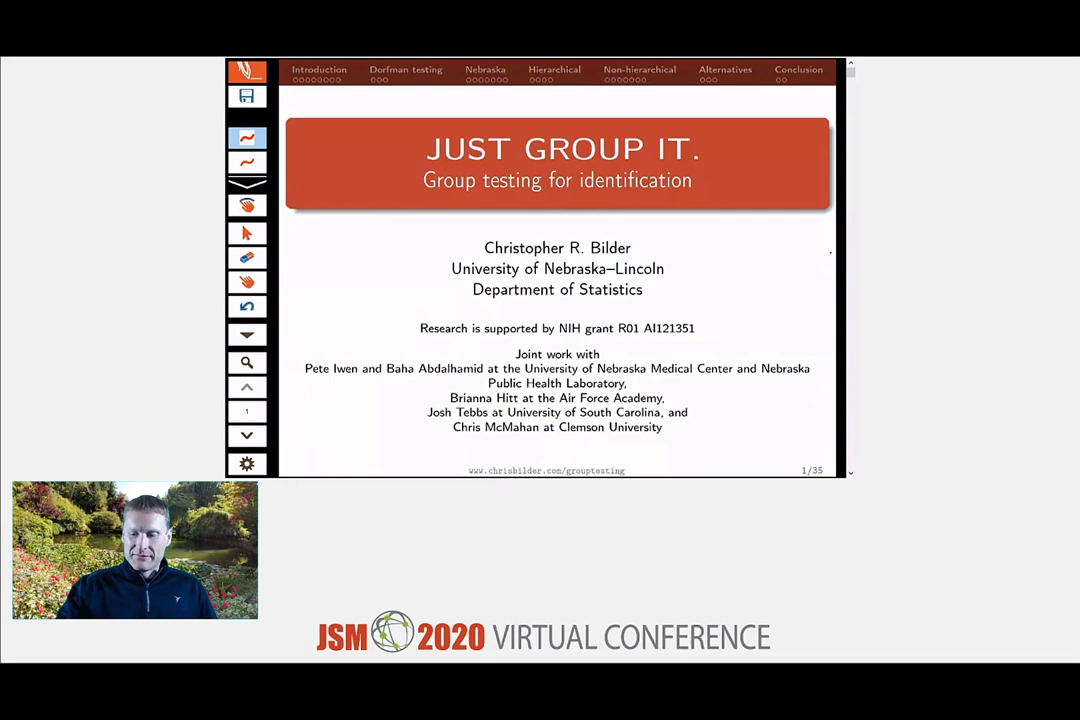 Introduction Dorfman testing Nebraska Hierarchical Non-hierarchical Alternatives Conclusion
JUST GROUP IT.
Group testing for identification
Christopher R. Bilder
University of Nebraska–Lincoln
Department of Statistics
Research is supported by NIH grant R01 AI121351
Joint work with
Pete Iwen and Baha Abdalhamid at the University of Nebraska Medical Center and Nebraska
Public Health Laboratory,
Brianna Hitt at the Air Force Academy,
Josh Tebbs at University of South Carolina, and
Chris McMahan at Clemson University
1
www.chrisbilder.com/grouptesting 1/35
JSM 2020 VIRTUAL CONFERENCE